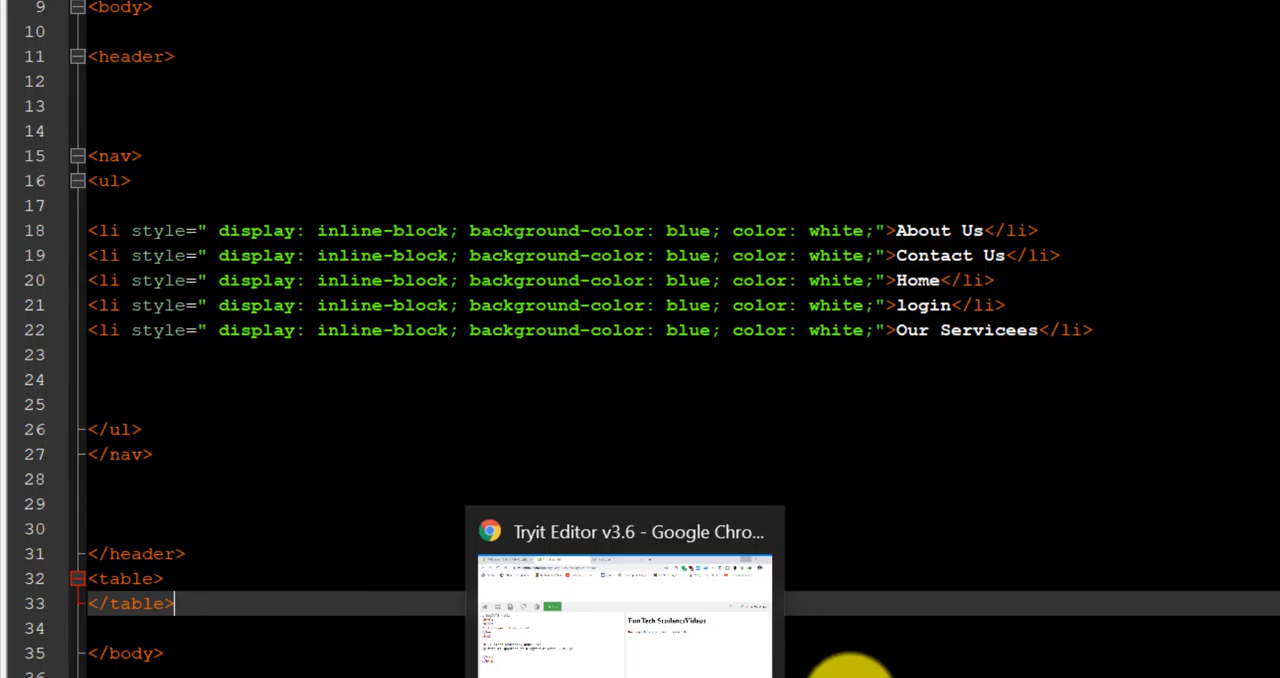 9 <body>
10
11 <header>
12
13
14
15 <nav>
16 <ul>
17
18 <li style=" display: inline-block; background-color: blue; color: white;">About Us</li>
19 <li style=" display: inline-block; background-color: blue; color: white;">Contact Us</li>
20 <li style=" display: inline-block; background-color: blue; color: white;">Home</li>
21 <li style=" display: inline-block; background-color: blue; color: white;">login</li>
22 <li style=" display: inline-block; background-color: blue; color: white;">Our Servicees</li>
23
24
25
26 </ul>
27 </nav>
28
29
30
31 </header>
32 <table>
33 </table>
34
35 </body>
36
Tryit Editor v3.6 - Google Chro...